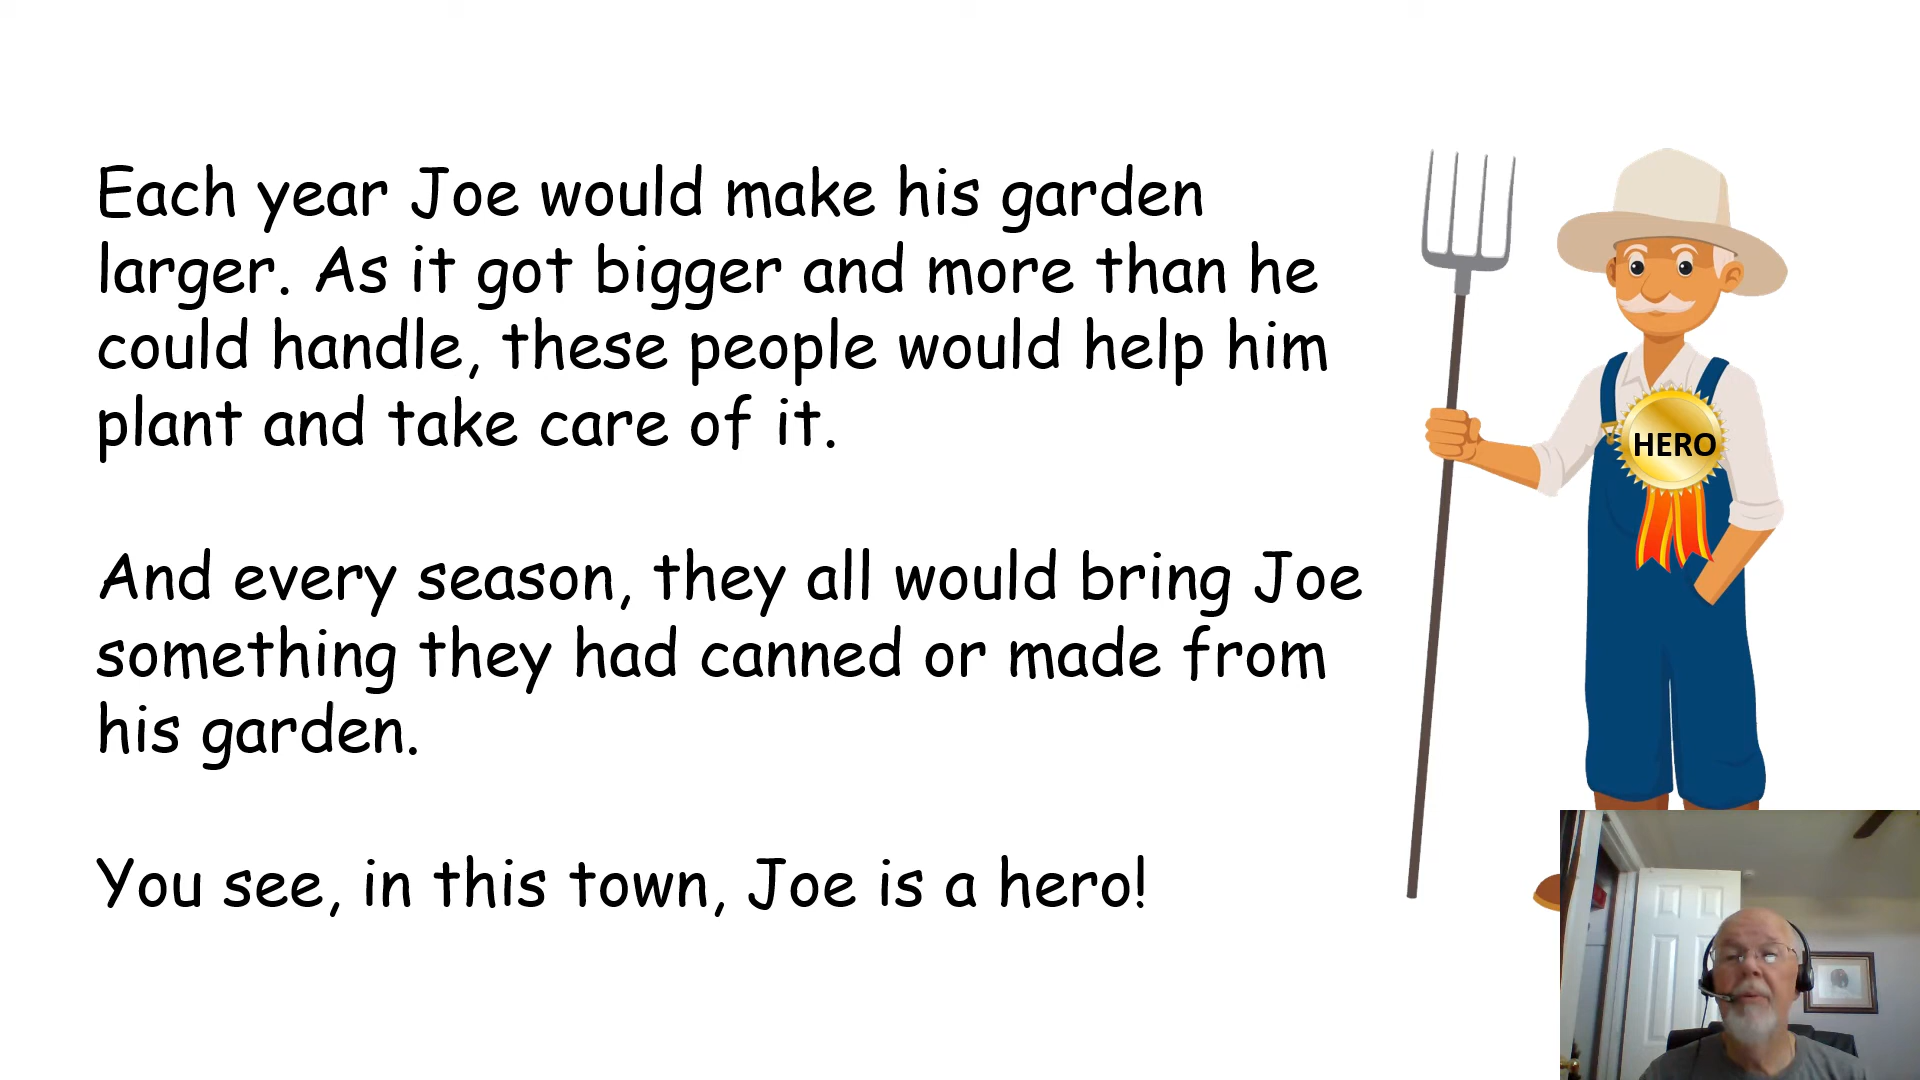 Each year Joe would make his garden
larger. As it got bigger and more than he
could handle, these people would help him
plant and take care of it.
And every season, they all would bring Joe
something they had canned or made from
his garden.
You see, in this town, Joe is a hero!
HERO